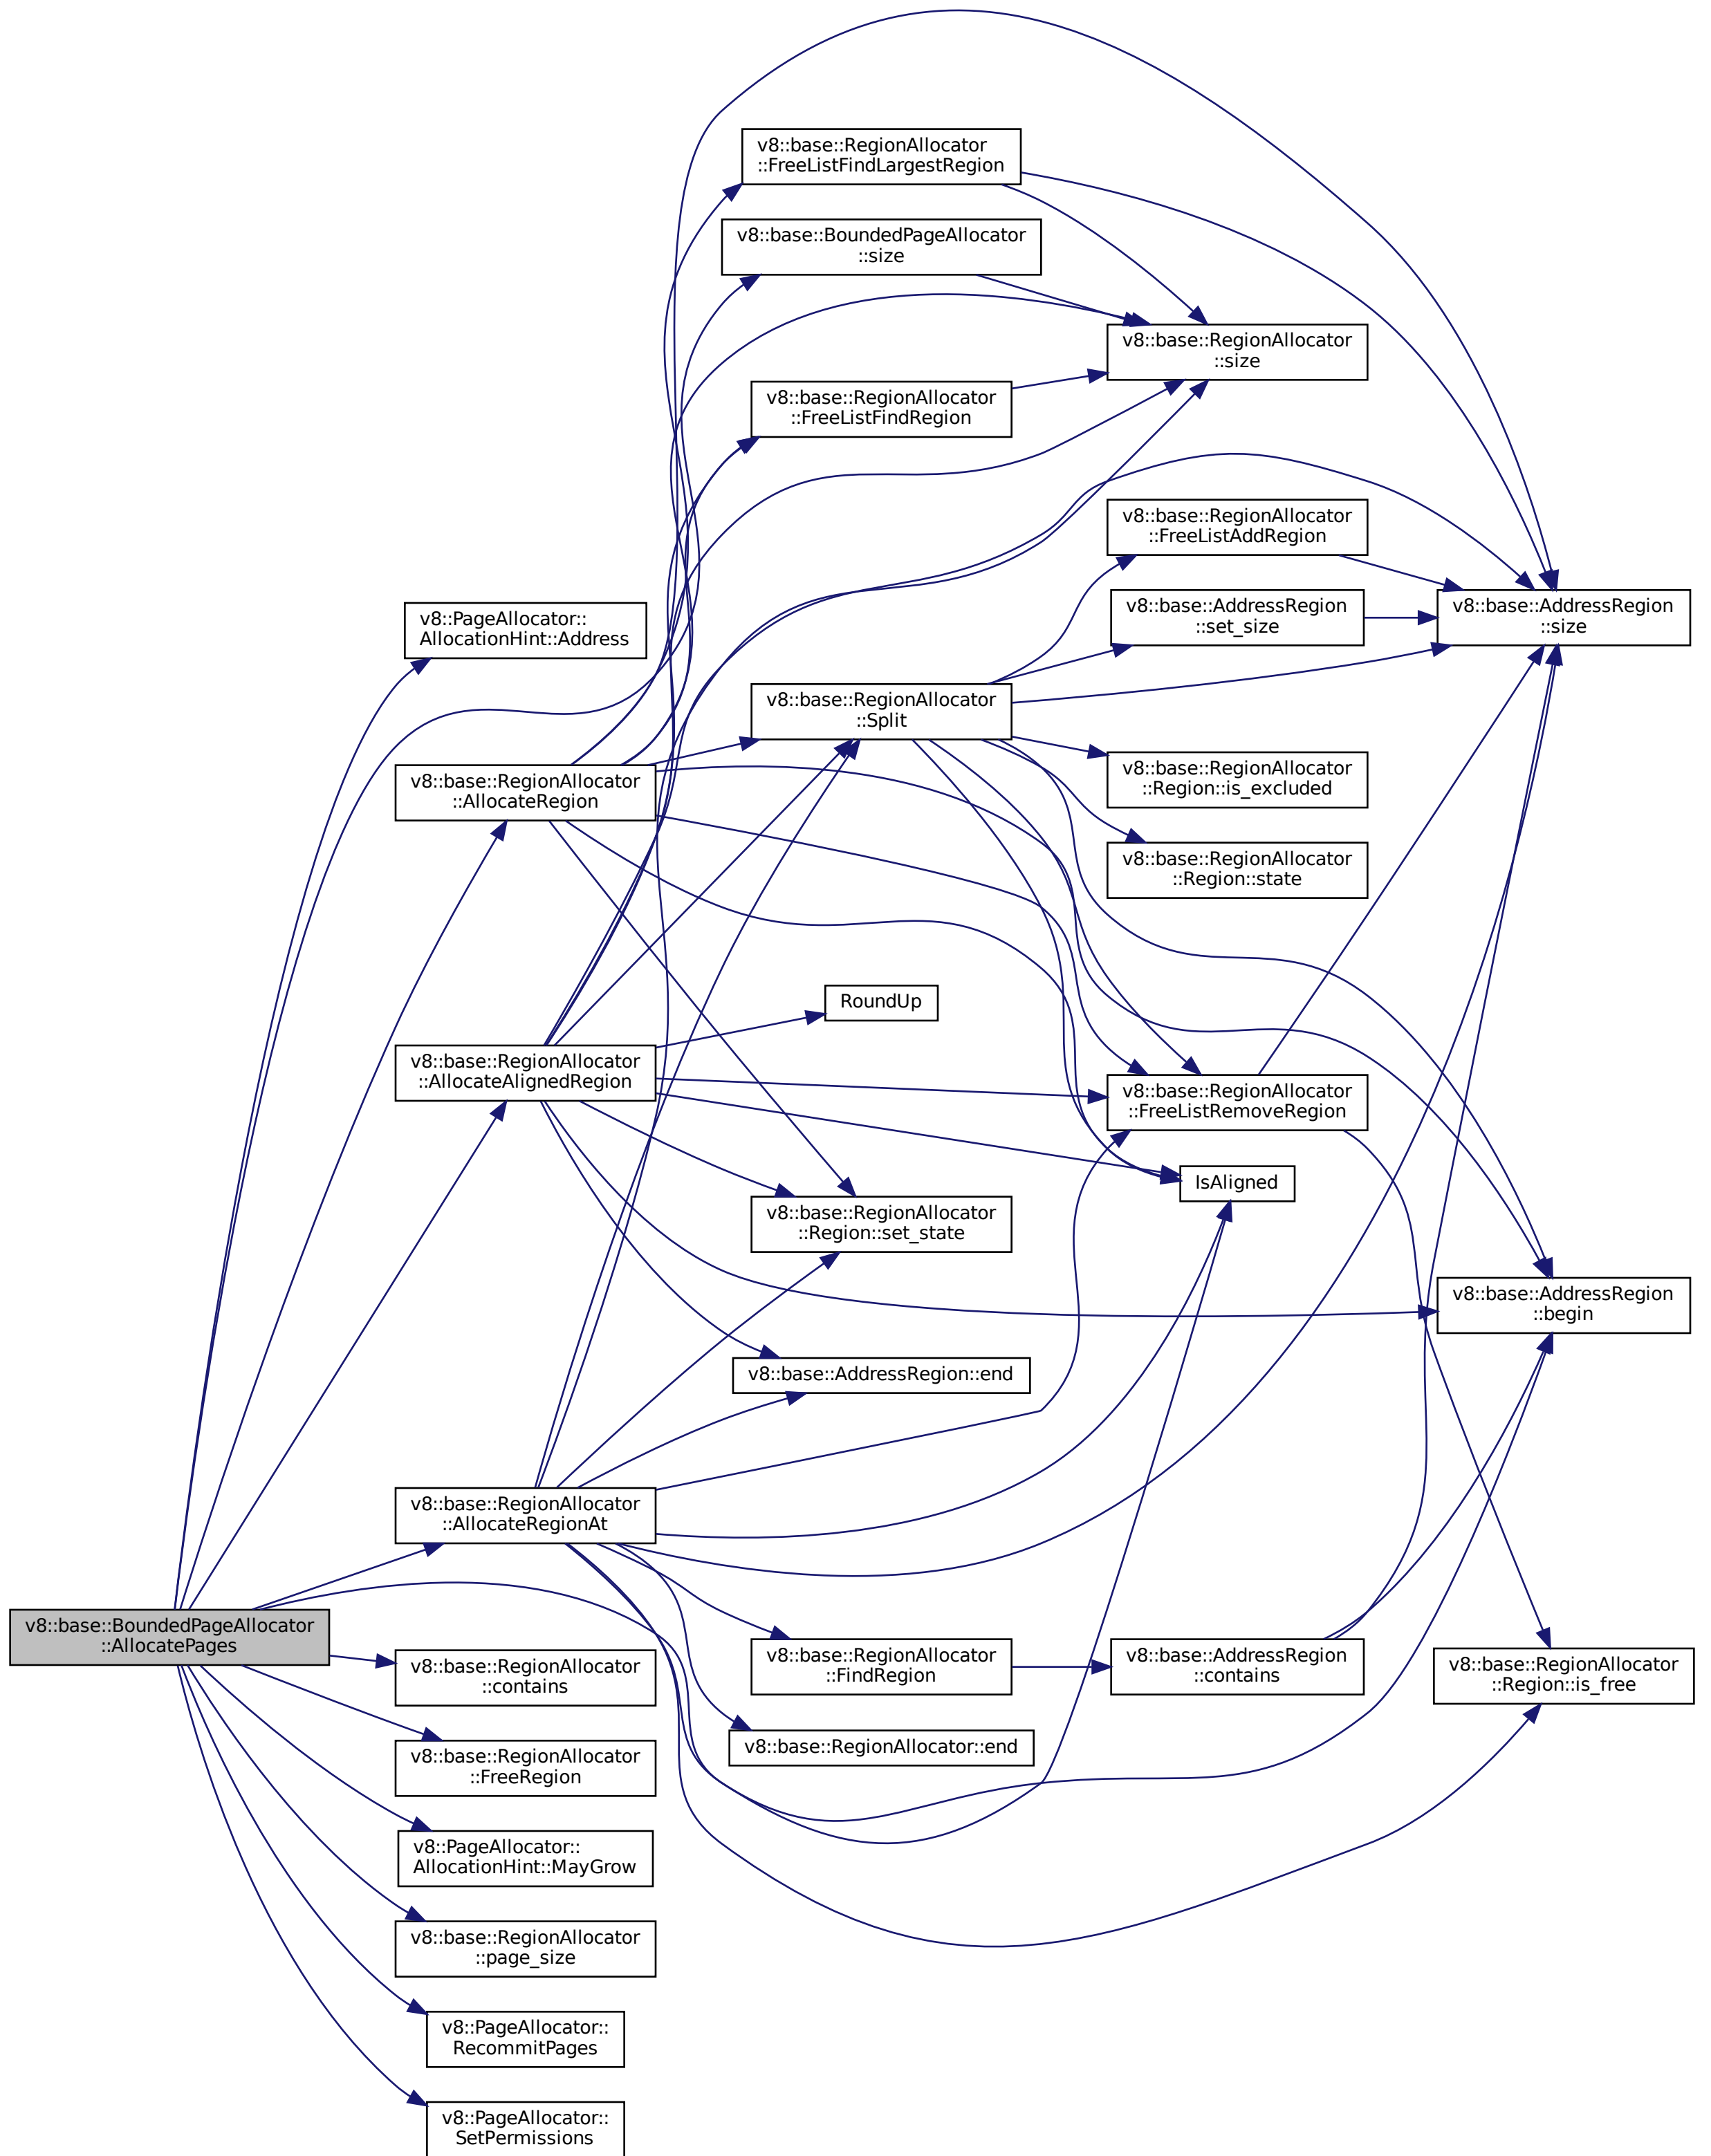 v8::base::RegionAllocator
::FreeListFindLargestRegion
v8::base::BoundedPageAllocator
::size
v8::base::RegionAllocator
::size
v8::base::RegionAllocator
::FreeListFindRegion
v8::base::RegionAllocator
::FreeListAddRegion
v8::base::AddressRegion
::set_size
v8::base::AddressRegion
::size
v8::PageAllocator::
AllocationHint::Address
v8::base::RegionAllocator
::Split
v8::base::RegionAllocator
::AllocateRegion
v8::base::RegionAllocator
::Region::is_excluded
v8::base::RegionAllocator
::Region::state
RoundUp
v8::base::RegionAllocator
::AllocateAlignedRegion
v8::base::RegionAllocator
::FreeListRemoveRegion
IsAligned
v8::base::RegionAllocator
::Region::set_state
v8::base::AddressRegion
::begin
v8::base::AddressRegion::end
v8::base::RegionAllocator
::AllocateRegionAt
v8::base::BoundedPageAllocator
::AllocatePages
v8::base::RegionAllocator
::contains
v8::base::RegionAllocator
::FindRegion
v8::base::AddressRegion
::contains
v8::base::RegionAllocator
::Region::is_free
v8::base::RegionAllocator::end
v8::base::RegionAllocator
::FreeRegion
v8::PageAllocator::
AllocationHint::MayGrow
v8::base::RegionAllocator
::page_size
v8::PageAllocator::
RecommitPages
v8::PageAllocator::
SetPermissions